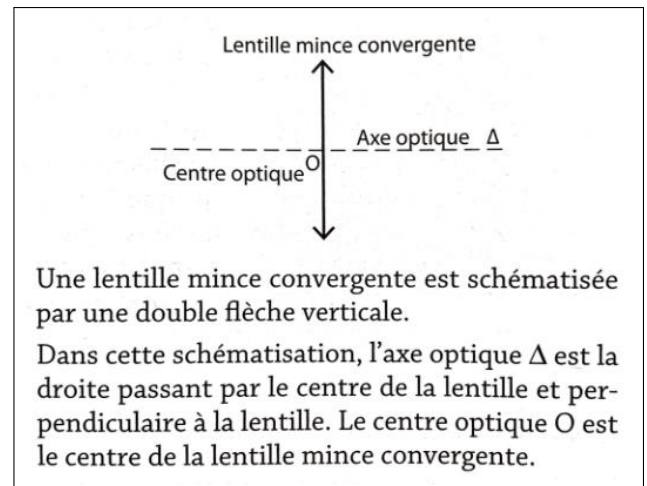 Lentille mince convergente
Axe optique Δ
O
Centre optique
Une lentille mince convergente est schématisée
par une double flèche verticale.
Dans cette schématisation, l'axe optique Δ est la
droite passant par le centre de la lentille et per-
pendiculaire à la lentille. Le centre optique O est
le centre de la lentille mince convergente.